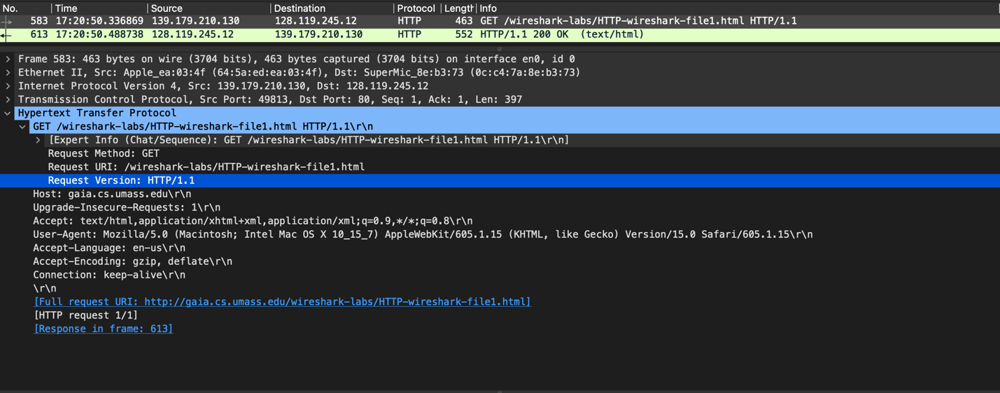 No. Time Source Destination Protocol Length Info
583 17:20:50.336869 139.179.210.130 128.119.245.12 HTTP 463 GET /wireshark-labs/HTTP-wireshark-file1.html HTTP/1.1
613 17:20:50.488738 128.119.245.12 139.179.210.130 HTTP 552 HTTP/1.1 200 OK (text/html)
Frame 583: 463 bytes on wire (3704 bits), 463 bytes captured (3704 bits) on interface en0, id 0
Ethernet II, Src: Apple_ea:03:4f (64:5a:ed:ea:03:4f), Dst: SuperMic_8e:b3:73 (0c:c4:7a:8e:b3:73)
Internet Protocol Version 4, Src: 139.179.210.130, Dst: 128.119.245.12
Transmission Control Protocol, Src Port: 49813, Dst Port: 80, Seq: 1, Ack: 1, Len: 397
Hypertext Transfer Protocol
GET /wireshark-labs/HTTP-wireshark-file1.html HTTP/1.1\r\n
[Expert Info (Chat/Sequence): GET /wireshark-labs/HTTP-wireshark-file1.html HTTP/1.1\r\n]
Request Method: GET
Request URI: /wireshark-labs/HTTP-wireshark-file1.html
Request Version: HTTP/1.1
Host: gaia.cs.umass.edu\r\n
Upgrade-Insecure-Requests: 1\r\n
Accept: text/html,application/xhtml+xml,application/xml;q=0.9,*/*;q=0.8\r\n
User-Agent: Mozilla/5.0 (Macintosh; Intel Mac OS X 10_15_7) AppleWebKit/605.1.15 (KHTML, like Gecko) Version/15.0 Safari/605.1.15\r\n
Accept-Language: en-us\r\n
Accept-Encoding: gzip, deflate\r\n
Connection: keep-alive\r\n
\r\n
[Full request URI: http://gaia.cs.umass.edu/wireshark-labs/HTTP-wireshark-file1.html]
[HTTP request 1/1]
[Response in frame: 613]